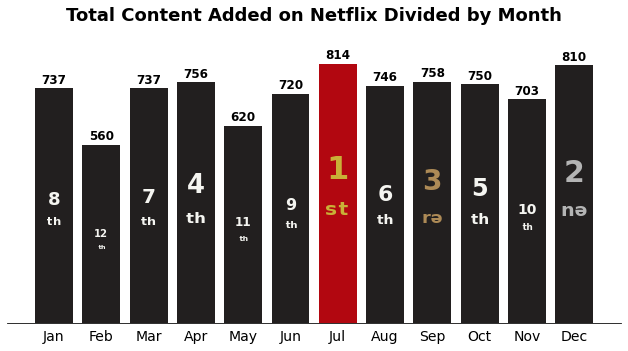 Total Content Added on Netflix Divided by Month
737 560 737 756 620 720 814 746 758 750 703 810
8 12 7 4 11 9 1 6 3 5 10 2
th th th th th th st th rə th th nə
Jan Feb Mar Apr May Jun Jul Aug Sep Oct Nov Dec